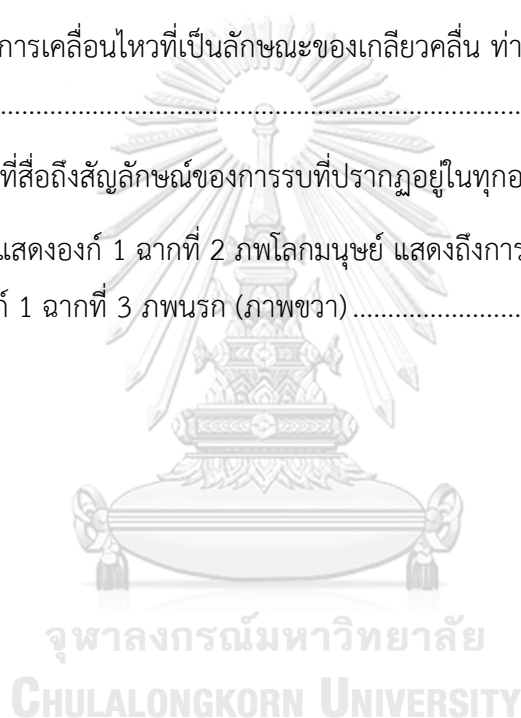 การเคลื่อนไหวที่เป็นลักษณะของเกลียวคลื่น ท่า
................................................................................
ที่สื่อถึงสัญลักษณ์ของการรบที่ปรากฏอยู่ในทุกอ
แสดงองก์ 1 ฉากที่ 2 ภพโลกมนุษย์ แสดงถึงการ
ก์ 1 ฉากที่ 3 ภพนรก (ภาพขวา) ........................
จุฬาลงกรณ์มหาวิทยาลัย
CHULALONGKORN UNIVERSITY